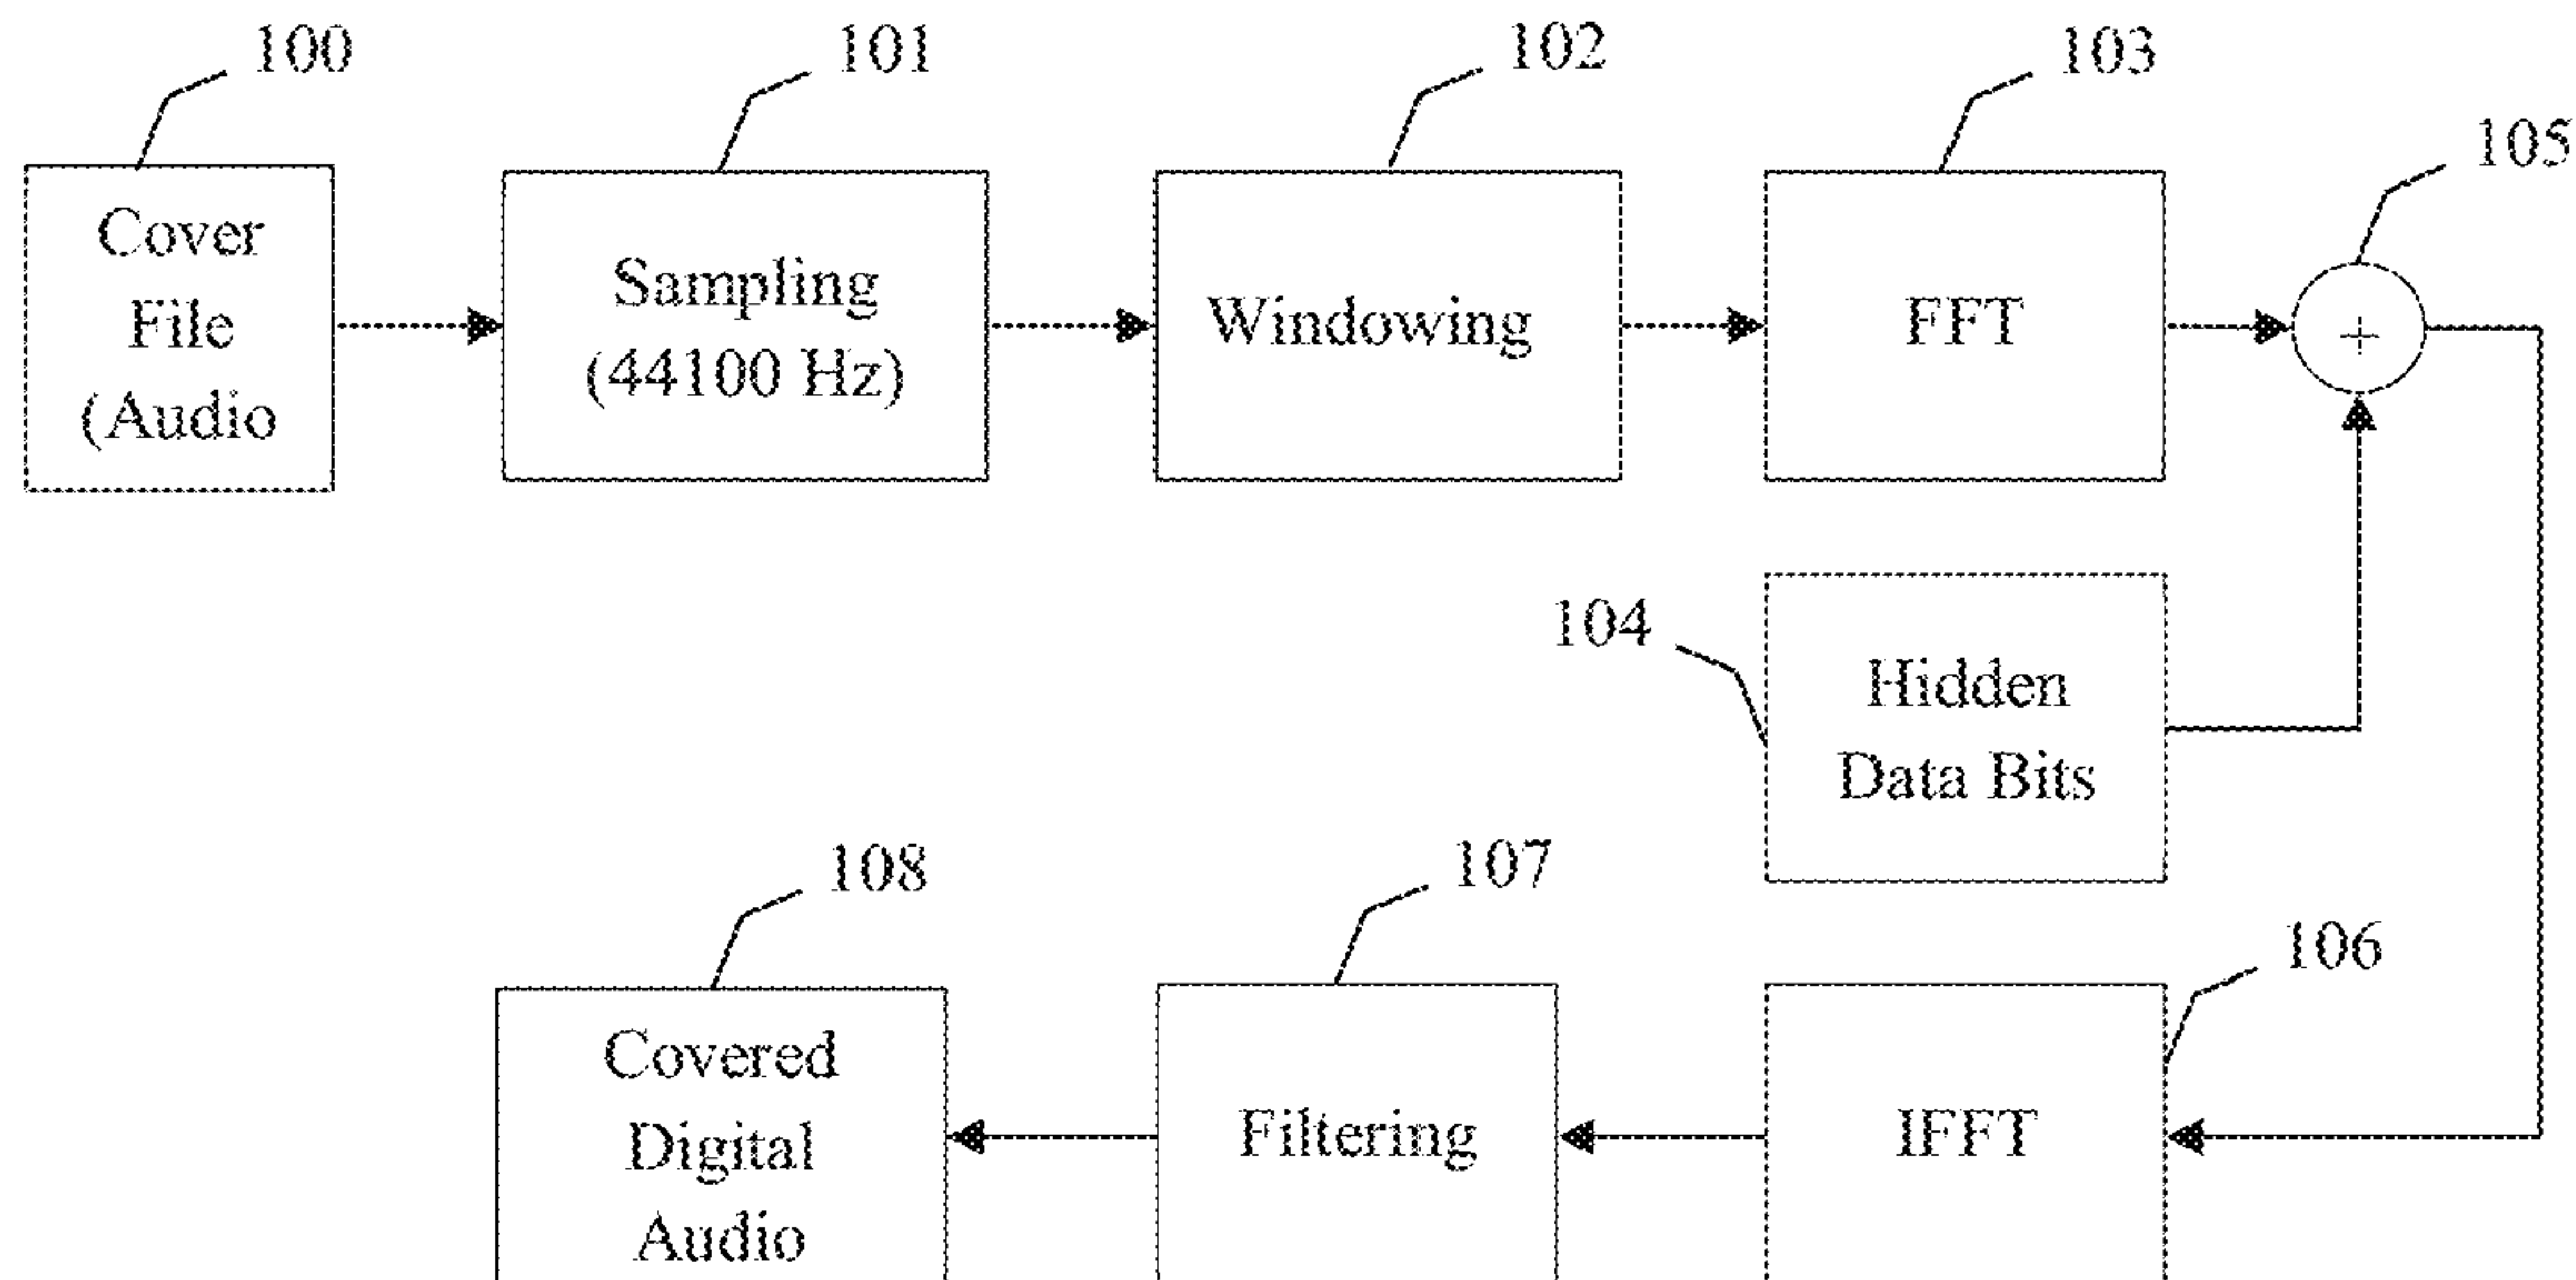 100
101
102
103
105
Cover
File
(Audio
Sampling
(44100 Hz)
Windowing
FFT
+
104
Hidden
Data Bits
108
107
106
Covered
Digital
Audio
Filtering
IFFT